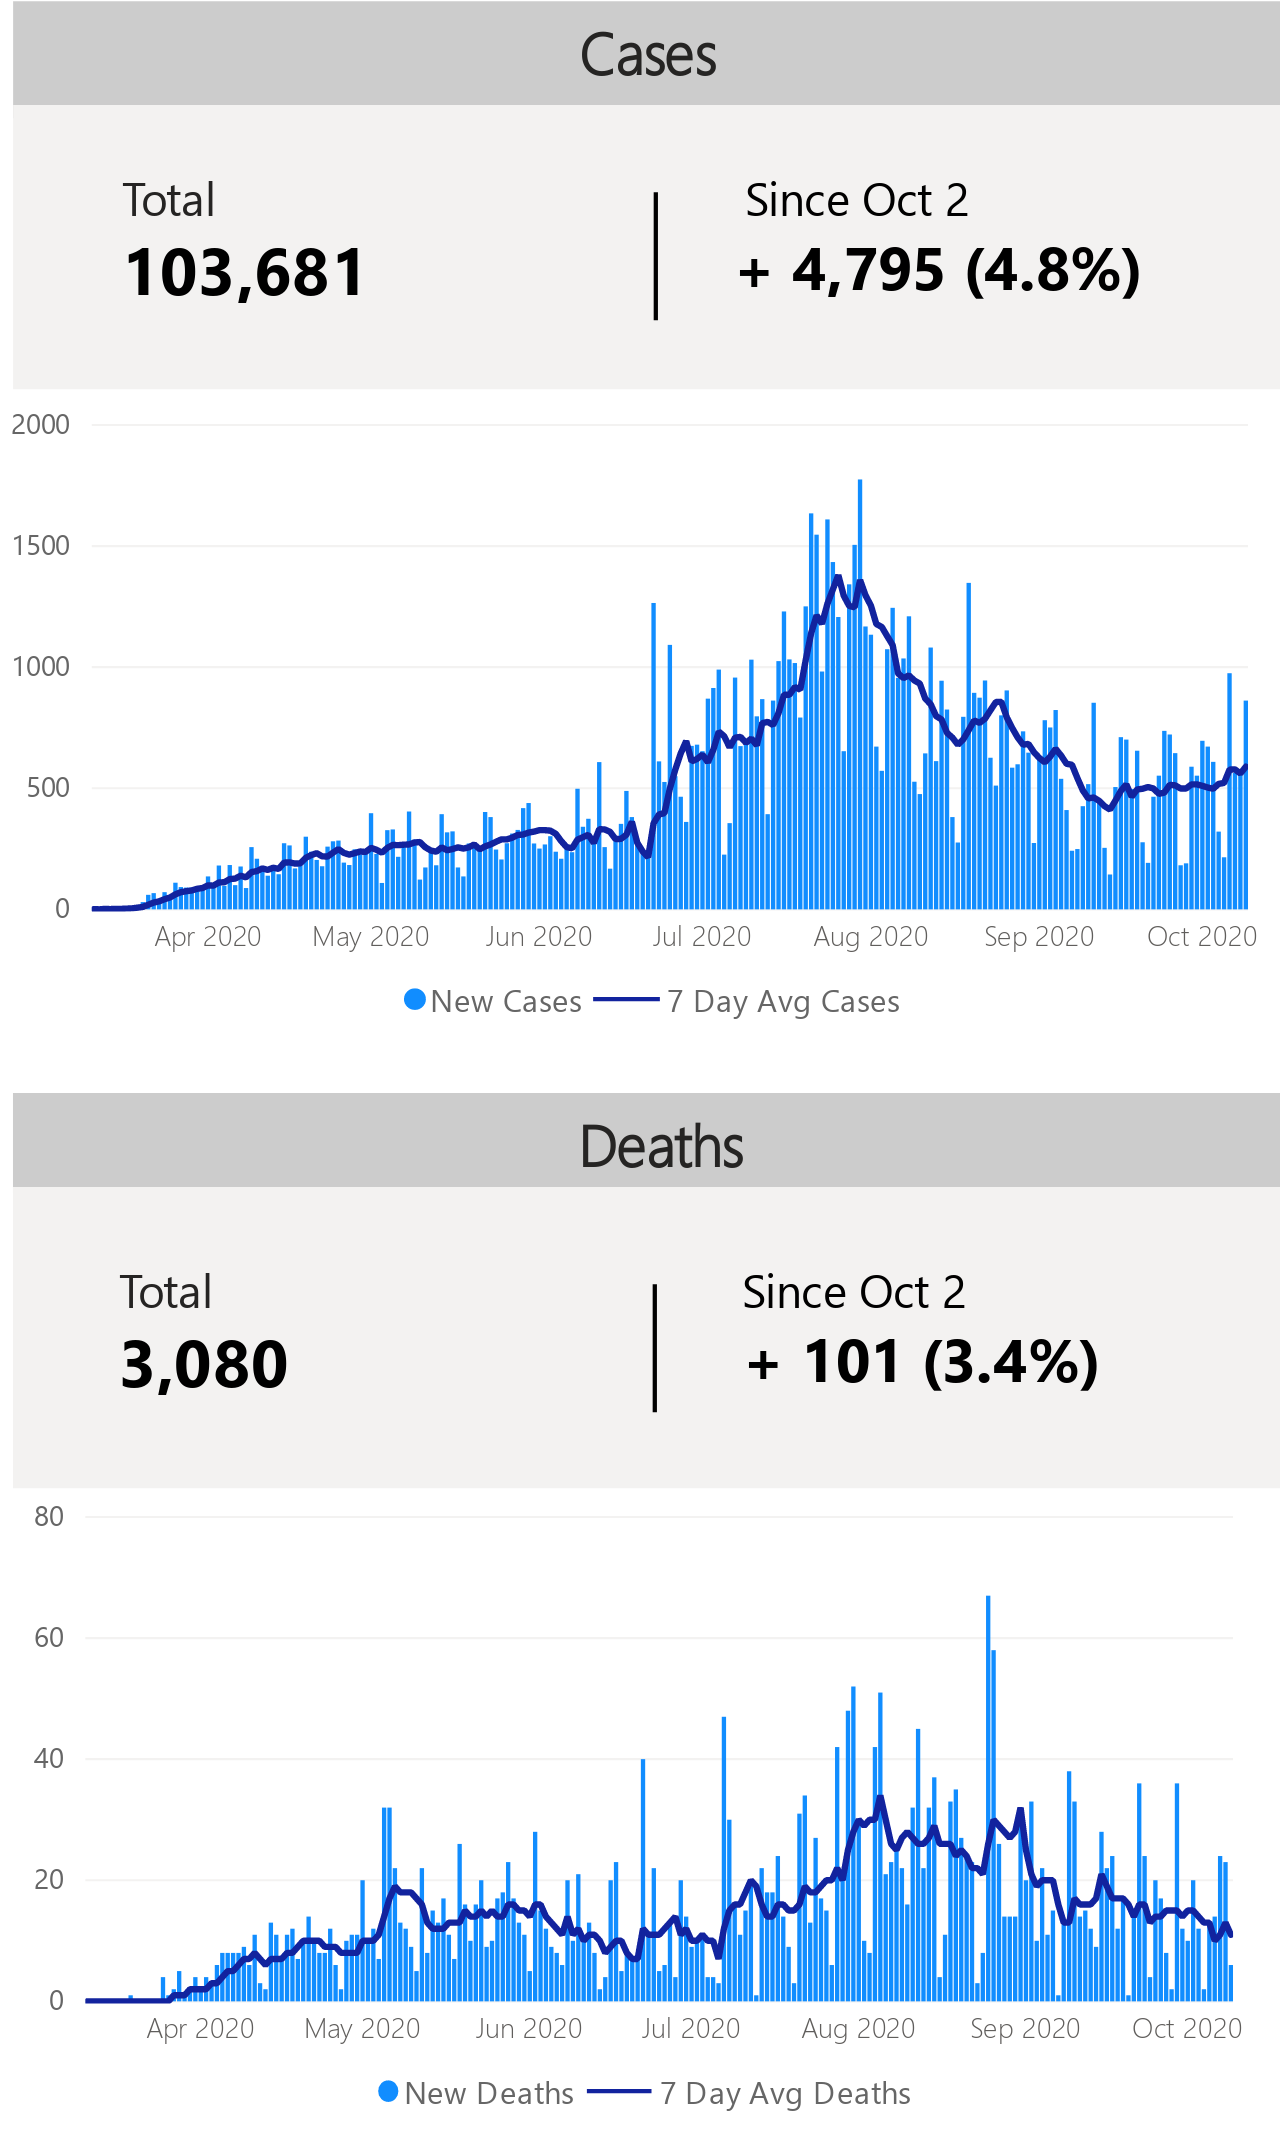 Cases
Total
Since Oct 2
103,681
+ 4,795 (4.8%)
2000
1500
1000
500
0
Apr 2020 May 2020 Jun 2020 Jul 2020 Aug 2020 Sep 2020 Oct 2020
New Cases 7 Day Avg Cases
Deaths
Total
Since Oct 2
3,080
+ 101 (3.4%)
80
60
40
20
0
Apr 2020 May 2020 Jun 2020 Jul 2020 Aug 2020 Sep 2020 Oct 2020
New Deaths 7 Day Avg Deaths